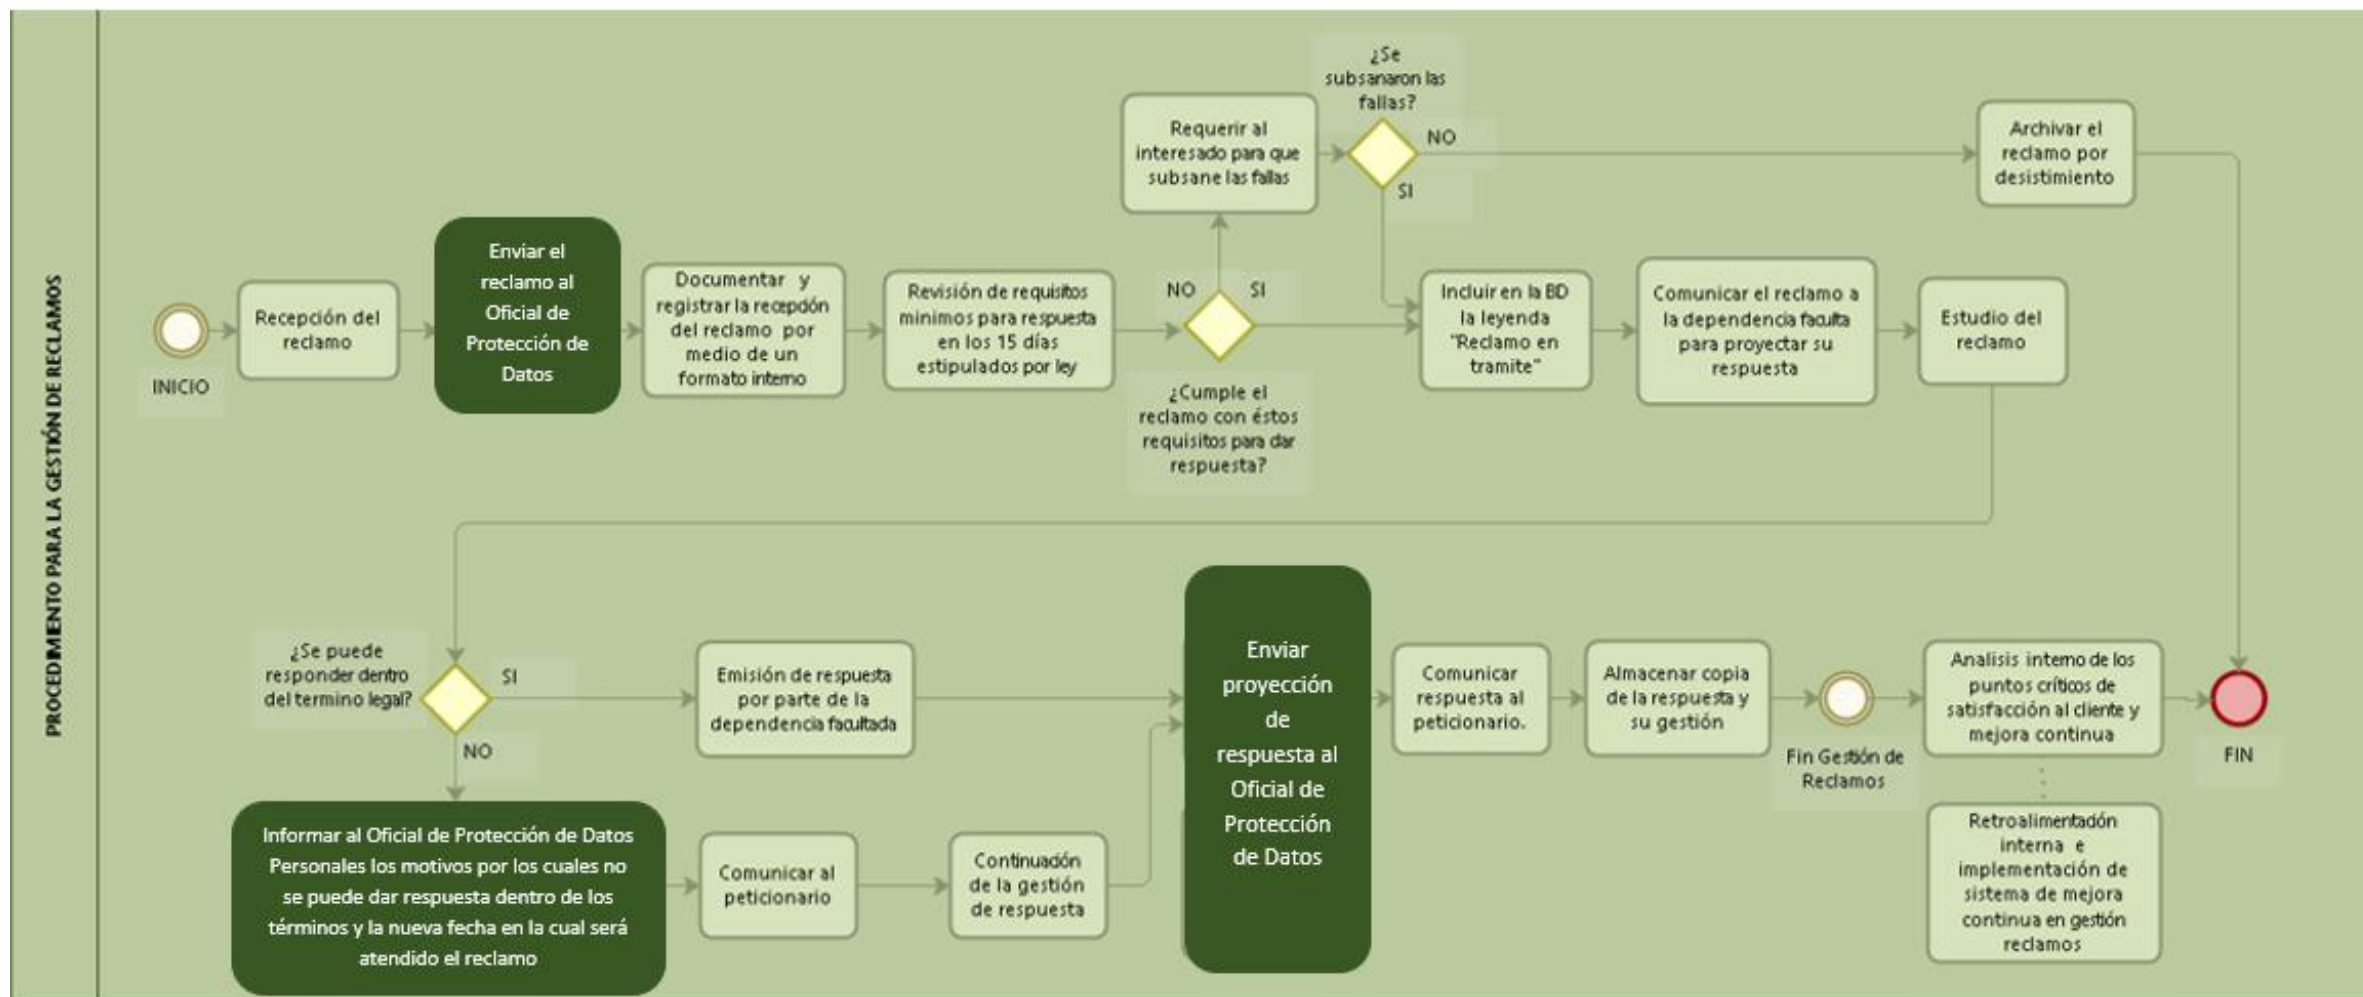 PROCEDIMIENTO PARA LA GESTIÓN DE RECLAMOS
INICIO
Recepción del
reclamo
Enviar el
reclamo al
Oficial de
Protección de
Datos
Documentar y
registrar la recepción
del reclamo por
medio de un
formato interno
Revisión de requisitos
minimos para respuesta
en los 15 días
estipulados por ley
NO
SI
¿Cumple el
reclamo con éstos
requisitos para dar
respuesta?
Requerir al
interesado para que
subsane las fallas
¿Se
subsanaron las
fallas?
NO
SI
Archivar el
reclamo por
desistimiento
Incluir en la BD
la leyenda
"Reclamo en
tramite"
Comunicar el reclamo a
la dependencia faculta
para proyectar su
respuesta
Estudio del
reclamo
¿Se puede
responder dentro
del termino legal?
SI
NO
Emisión de respuesta
por parte de la
dependencia facultada
Informar al Oficial de Protección de Datos
Personales los motivos por los cuales no
se puede dar respuesta dentro de los
términos y la nueva fecha en la cual será
atendido el reclamo
Comunicar al
peticionario
Continuación
de la gestión
de respuesta
Enviar
proyección
de
respuesta al
Oficial de
Protección
de Datos
Comunicar
respuesta al
peticionario.
Almacenar copia
de la respuesta y
su gestión
Fin Gestión de
Reclamos
Analisis interno de los
puntos críticos de
satisfacción al cliente y
mejora continua
Retroalimentación
interna e
implementación de
sistema de mejora
continua en gestión
reclamos
FIN